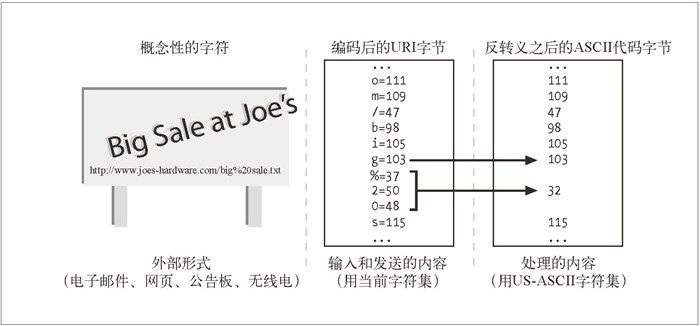 概念性的字符
Big Sale at Joe's
http://www.joes-hardware.com/big%20sale.txt
外部形式
（电子邮件、网页、公告板、无线电）
编码后的URI字节
...
o=111
m=109
/=47
b=98
i=105
g=103
%=37
2=50
0=48
s=115
...
输入和发送的内容
（用当前字符集）
反转义之后的ASCII代码字节
...
111
109
47
98
105
103
32
115
...
处理的内容
（用US-ASCII字符集）